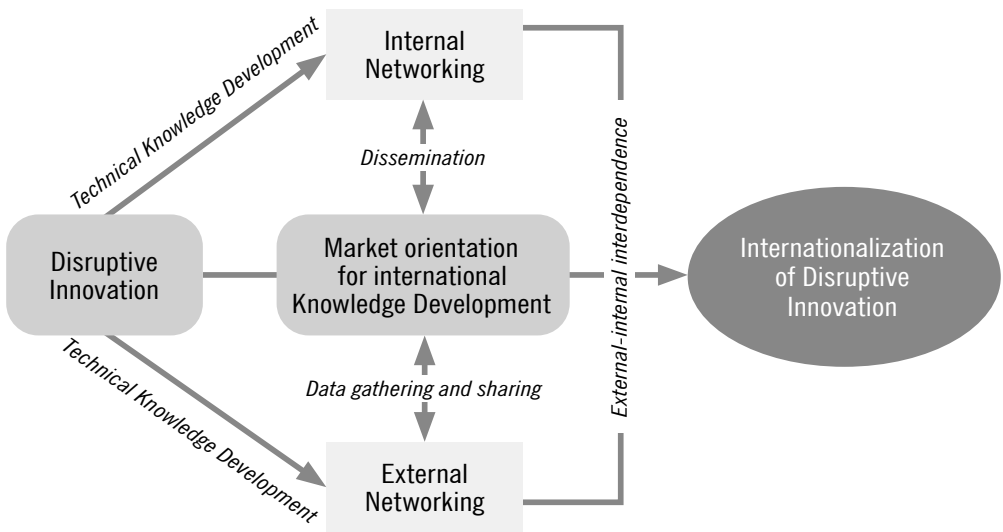 Technical Knowledge Development
Internal
Networking
Dissemination
Disruptive
Innovation
Market orientation
for international
Knowledge Development
External-internal interdependence
Internationalization
of Disruptive
Innovation
Technical Knowledge Development
Data gathering and sharing
External
Networking